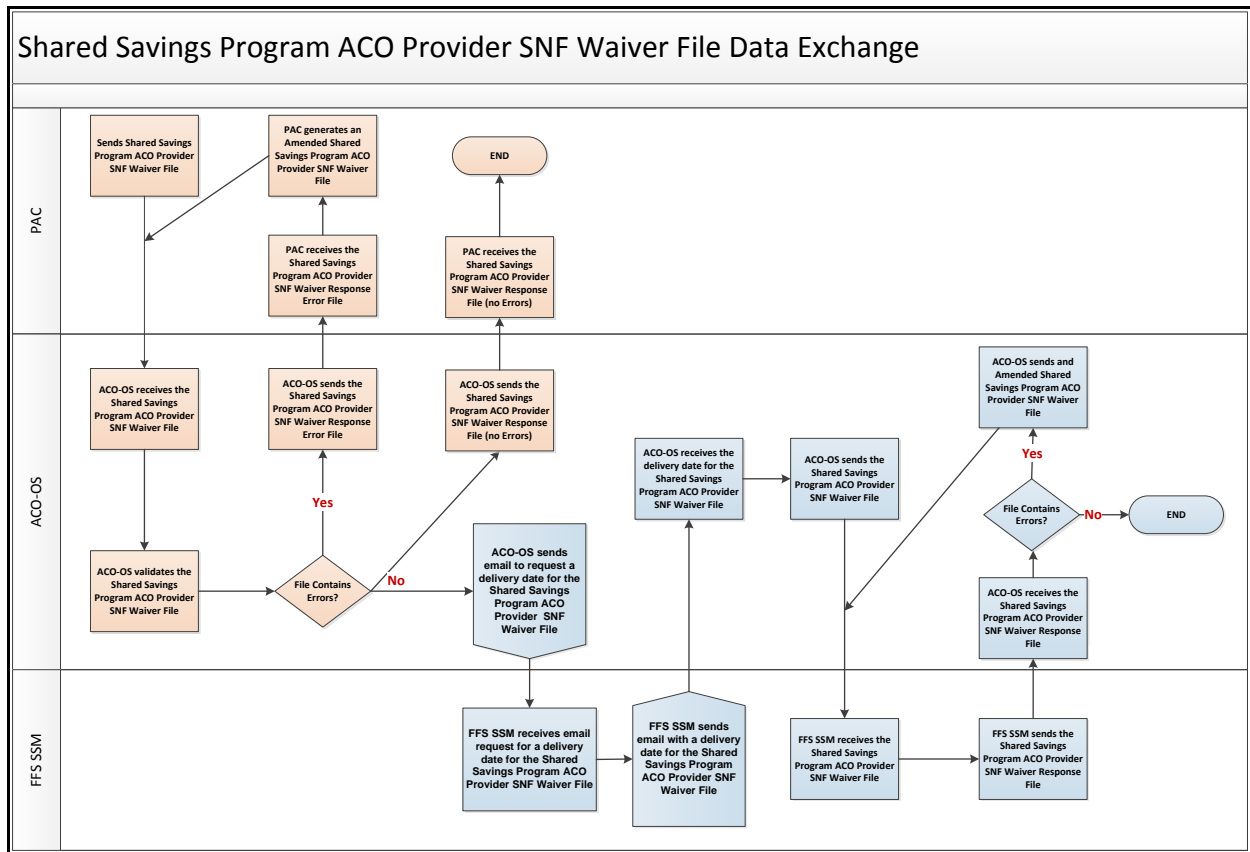 Shared Savings Program ACO Provider SNF Waiver File Data Exchange
PAC
Sends Shared
Savings Program ACO Provider
SNF Waiver File
PAC generates an
Amended Shared
Savings Program ACO
Provider SNF Waiver
File
END
PAC receives the
Shared Savings
Program ACO Provider
SNF Waiver Response
Error File
PAC receives the
Shared Savings
Program ACO Provider
SNF Waiver Response
File (no Errors)
ACO-OS
ACO-OS receives the
Shared Savings
Program ACO Provider
SNF Waiver File
ACO-OS sends the
Shared Savings
Program ACO Provider
SNF Waiver Response
Error File
ACO-OS sends the
Shared Savings
Program ACO Provider
SNF Waiver Response
File (no Errors)
ACO-OS validates the
Shared Savings
Program ACO Provider
SNF Waiver File
File Contains
Errors?
Yes
No
ACO-OS sends
email to request a
delivery date for the
Shared Savings
Program ACO
Provider SNF
Waiver File
ACO-OS receives the
delivery date for the
Shared Savings
Program ACO Provider
SNF Waiver File
ACO-OS sends the
Shared Savings
Program ACO Provider
SNF Waiver File
ACO-OS sends and
Amended Shared
Savings Program ACO
Provider SNF Waiver
File
Yes
File Contains
Errors?
No
END
ACO-OS receives the
Shared Savings
Program ACO Provider
SNF Waiver Response
File
FFS SSM
FFS SSM receives email
request for a delivery
date for the Shared
Savings Program ACO
Provider SNF Waiver File
FFS SSM sends
email with a delivery
date for the Shared
Savings Program
ACO Provider SNF
Waiver File
FFS SSM receives the
Shared Savings
Program ACO Provider
SNF Waiver File
FFS SSM sends the
Shared Savings
Program ACO Provider
SNF Waiver Response
File